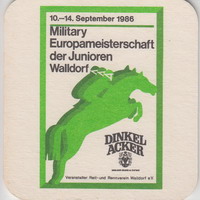 10.—14. September 1986
Military
Europameisterschaft
der Junioren
Walldorf
DINKEL
ACKER
Veranstalter Reit- und Rennverein Walldorf e.V.